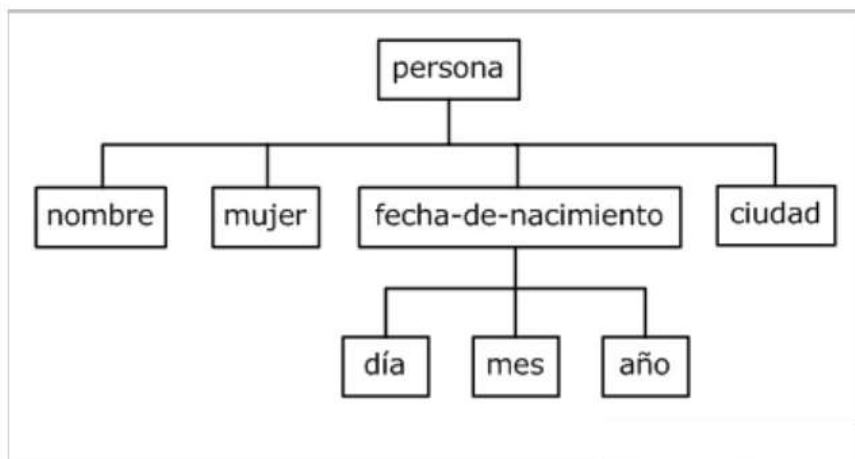 persona
nombre mujer fecha-de-nacimiento ciudad
día mes año